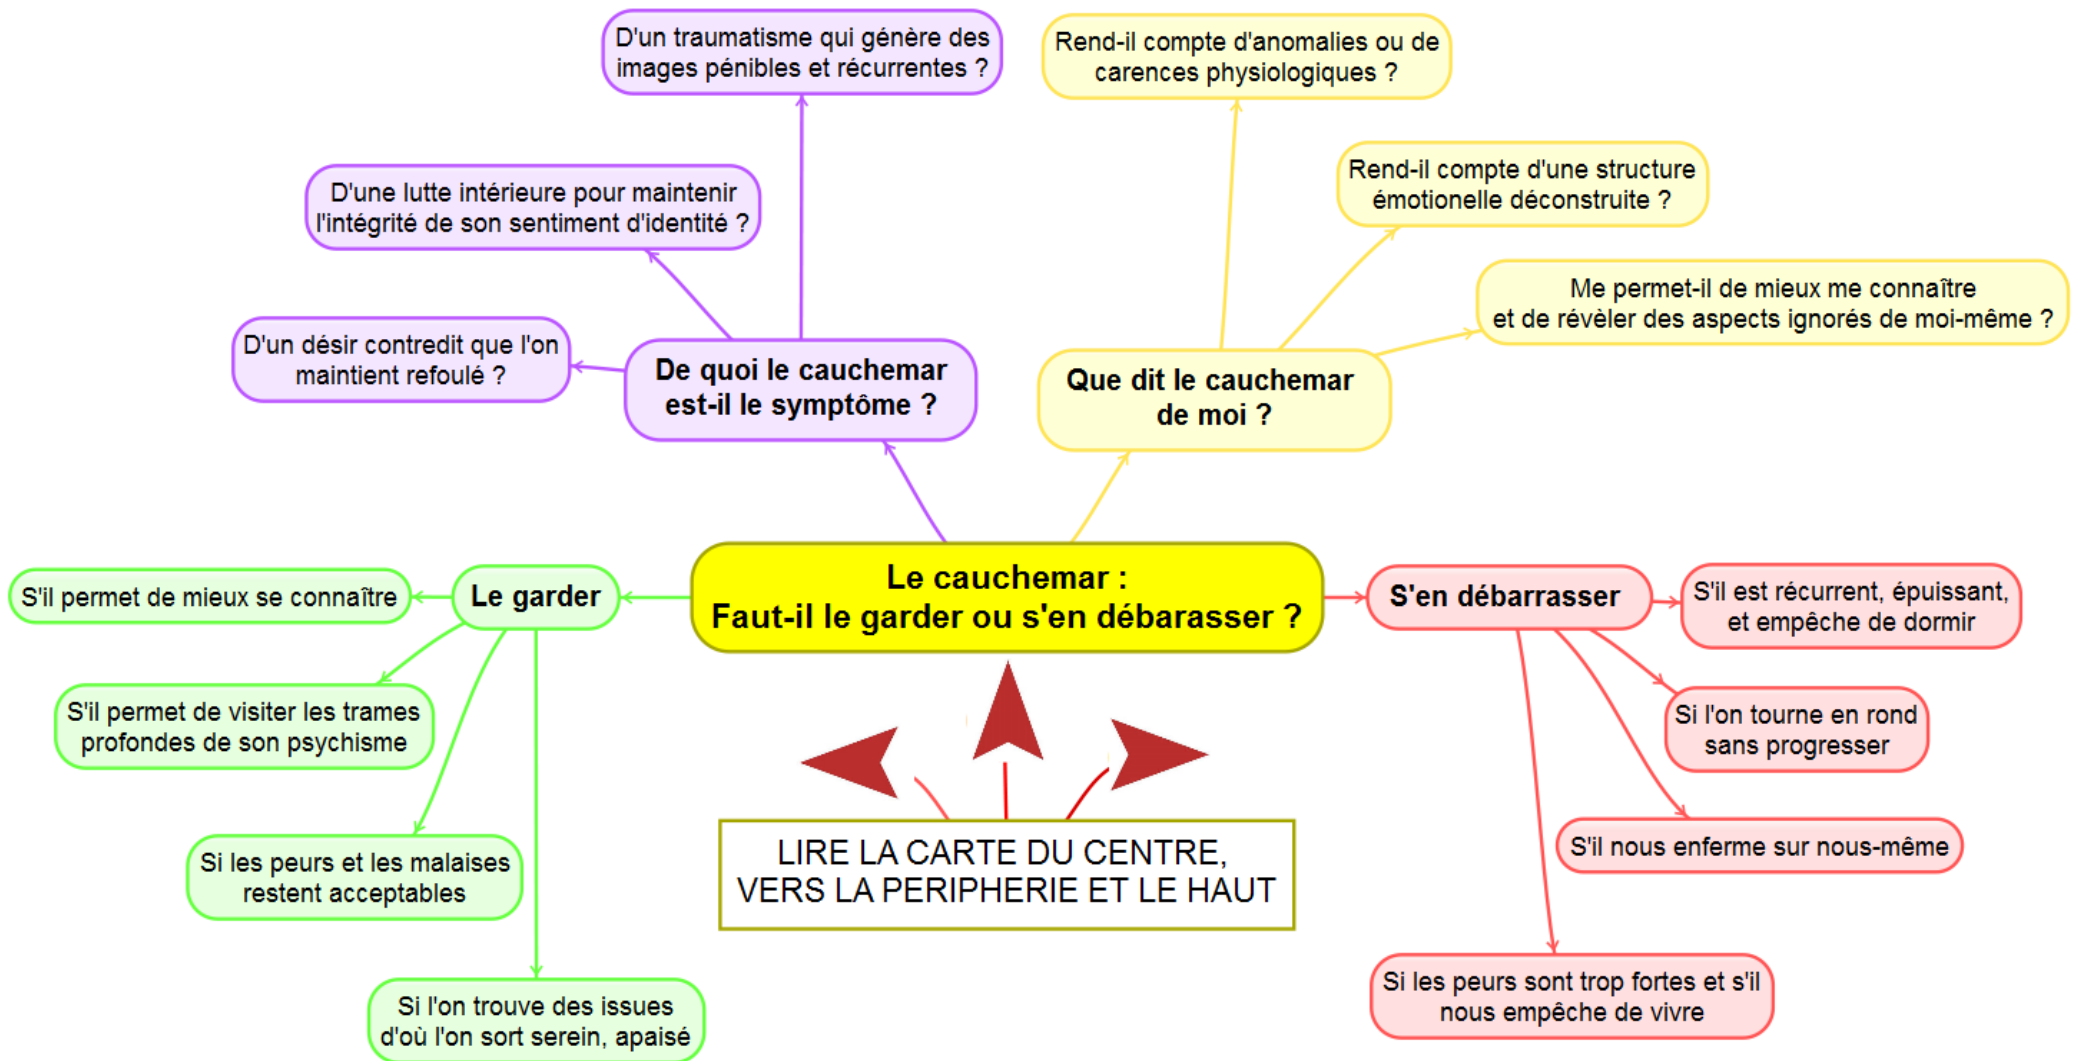 D'un traumatisme qui génère des
images pénibles et récurrentes ?
Rend-il compte d'anomalies ou de
carences physiologiques ?
D'une lutte intérieure pour maintenir
l'intégrité de son sentiment d'identité ?
Rend-il compte d'une structure
émotionelle déconstruite ?
D'un désir contredit que l'on
maintient refoulé ?
Me permet-il de mieux me connaître
et de révèler des aspects ignorés de moi-même ?
De quoi le cauchemar
est-il le symptôme ?
Que dit le cauchemar
de moi ?
Le cauchemar :
Faut-il le garder ou s'en débarasser ?
Le garder
S'il permet de mieux se connaître
S'il permet de visiter les trames
profondes de son psychisme
Si les peurs et les malaises
restent acceptables
Si l'on trouve des issues
d'où l'on sort serein, apaisé
S'en débarrasser
S'il est récurrent, épuissant,
et empêche de dormir
Si l'on tourne en rond
sans progresser
S'il nous enferme sur nous-même
Si les peurs sont trop fortes et s'il
nous empêche de vivre
LIRE LA CARTE DU CENTRE,
VERS LA PERIPHERIE ET LE HAUT